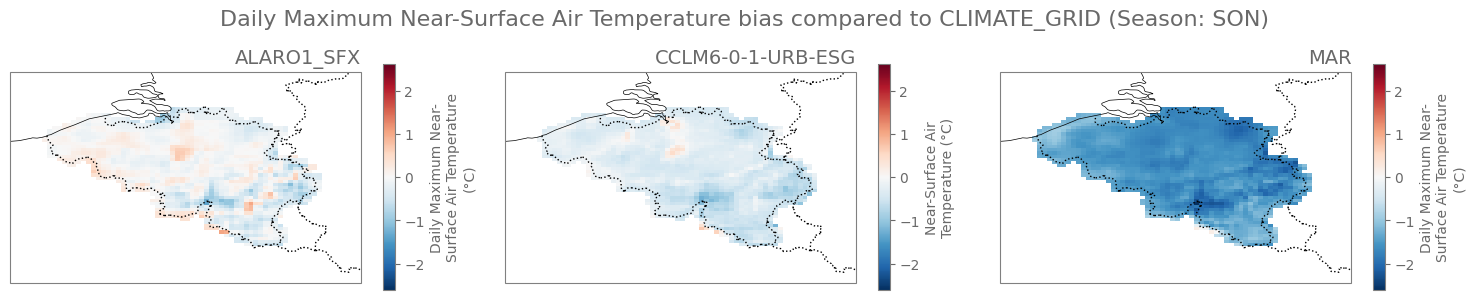 Daily Maximum Near-Surface Air Temperature bias compared to CLIMATE_GRID (Season: SON)
ALARO1_SFX
2
1
0
−1
−2
Daily Maximum Near-
Surface Air Temperature
(°C)
CCLM6-0-1-URB-ESG
2
1
0
−1
−2
Near-Surface Air
Temperature (°C)
MAR
2
1
0
−1
−2
Daily Maximum Near-
Surface Air Temperature
(°C)